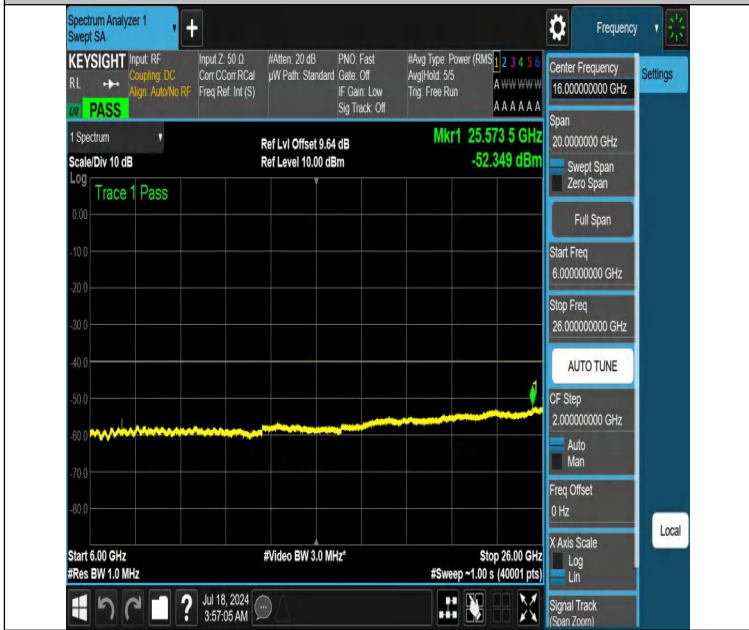 Spectrum Analyzer 1
Swept SA
+
Frequency
KEYSIGHT
RL
LXI
PASS
Input: RF
Coupling: DC
Align: Auto/No RF
Input Z: 50 Ω
Corr CCorr RCal
Freq Ref: Int (S)
#Atten: 20 dB
µW Path: Standard
PNO: Fast
Gate: Off
IF Gain: Low
Sig Track: Off
#Avg Type: Power (RMS
Avg|Hold: 5/5
Trig: Free Run
1 2 3 4 5 6
A W W W W W
A A A A A A
1 Spectrum
Scale/Div 10 dB
Ref Lvl Offset 9.64 dB
Ref Level 10.00 dBm
Mkr1 25.573 5 GHz
-52.349 dBm
Log
Trace 1 Pass
0.00
-10.0
-20.0
-30.0
-40.0
-50.0
-60.0
-70.0
-80.0
1
Start 6.00 GHz
#Res BW 1.0 MHz
#Video BW 3.0 MHz*
Stop 26.00 GHz
#Sweep ~1.00 s (40001 pts)
Center Frequency
16.000000000 GHz
Settings
Span
20.0000000 GHz
Swept Span
Zero Span
Full Span
Start Freq
6.000000000 GHz
Stop Freq
26.000000000 GHz
AUTO TUNE
CF Step
2.000000000 GHz
Auto
Man
Freq Offset
0 Hz
X Axis Scale
Log
Lin
Local
Signal Track
(Span Zoom)
?
Jul 18, 2024
3:57:05 AM